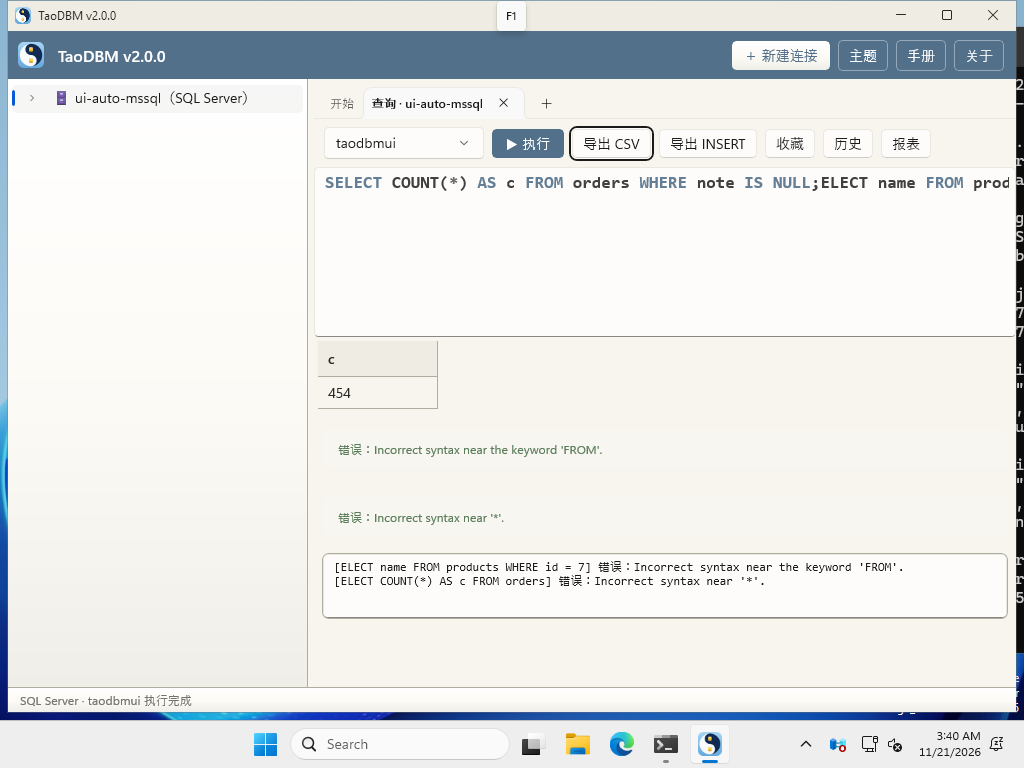 TaoDBM v2.0.0
F1
TaoDBM v2.0.0
+ 新建连接
主题
手册
关于
ui-auto-mssql（SQL Server）
开始
查询 · ui-auto-mssql
taodbmui
▶ 执行
导出 CSV
导出 INSERT
收藏
历史
报表
SELECT COUNT(*) AS c FROM orders WHERE note IS NULL;ELECT name FROM prod
c
454
错误：Incorrect syntax near the keyword 'FROM'.
错误：Incorrect syntax near '*'.
[ELECT name FROM products WHERE id = 7] 错误：Incorrect syntax near the keyword 'FROM'.
[ELECT COUNT(*) AS c FROM orders] 错误：Incorrect syntax near '*'.
SQL Server · taodbmui 执行完成
Search
3:40 AM
11/21/2026